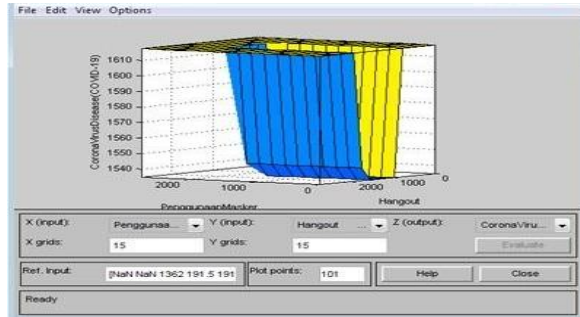 File Edit View Options
CoronaVirusDisease(COVID-19)
1610
1600
1590
1580
1570
1560
1550
1540
2000 1000 0
2000 1000 0
PenggunaanMasker
Hangout
X (input): Penggunaa... Y (input): Hangout ... Z (output): CoronaViru...
X grids: 15 Y grids: 15 Evaluate
Ref. Input: [NaN NaN 1362 191.5 191 Plot points: 101 Help Close
Ready